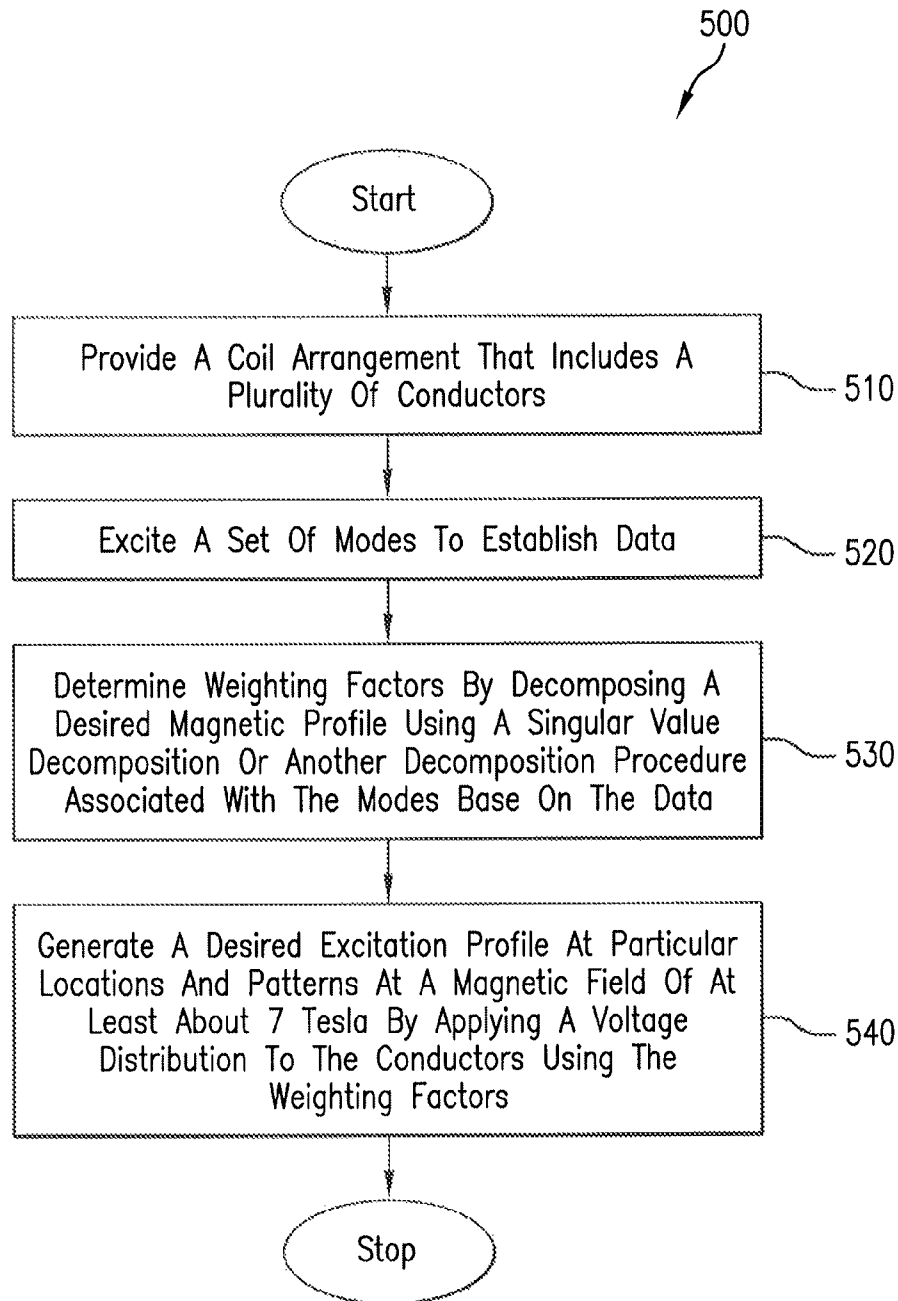 500
Start
Provide A Coil Arrangement That Includes A
Plurality Of Conductors
510
Excite A Set Of Modes To Establish Data
520
Determine Weighting Factors By Decomposing A
Desired Magnetic Profile Using A Singular Value
Decomposition Or Another Decomposition Procedure
Associated With The Modes Base On The Data
530
Generate A Desired Excitation Profile At Particular
Locations And Patterns At A Magnetic Field Of At
Least About 7 Tesla By Applying A Voltage
Distribution To The Conductors Using The
Weighting Factors
540
Stop